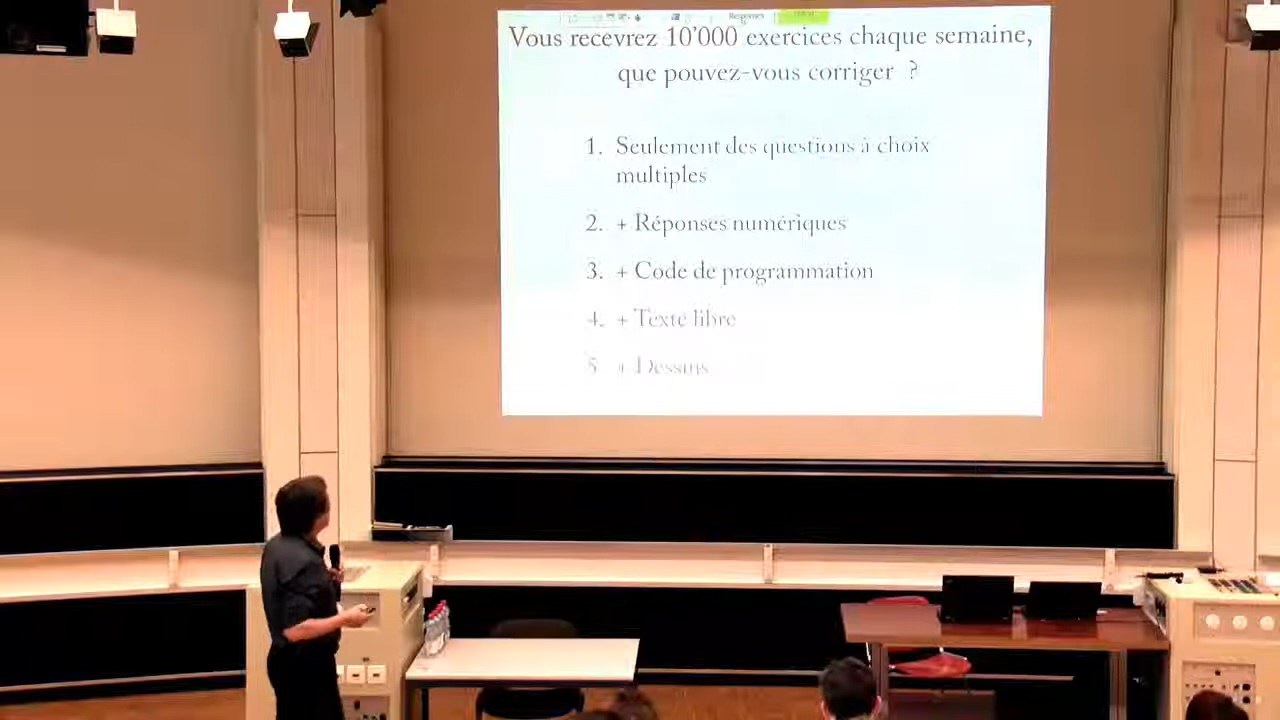 Réponses
Vous recevrez 10'000 exercices chaque semaine,
que pouvez-vous corriger ?
1. Seulement des questions à choix
multiples
2. + Réponses numériques
3. + Code de programmation
4. + Texte libre
5. + Dessins